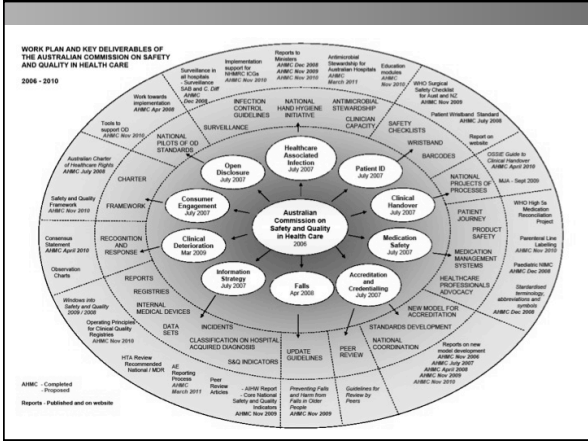 WORK PLAN AND KEY DELIVERABLES OF
THE AUSTRALIAN COMMISSION ON SAFETY
AND QUALITY IN HEALTH CARE
2006 - 2010
Surveillance in
all hospitals
- Surveillance
SAB and C. Diff
AHMC
Dec 2008
Implementation
support for
NHMRC ICGs
AHMC Nov 2010
Reports to
Ministers
AHMC Dec 2008
AHMC Nov 2009
AHMC Nov 2010
Antimicrobial
Stewardship for
Australian Hospitals
AHMC
March 2011
Education
modules
AHMC
Nov 2010
WHO Surgical
Safety Checklist
for Aust and NZ
AHMC Nov 2009
Patient Wristband Standard
AHMC July 2008
Report on
website
OSSIE Guide to
Clinical Handover
AHMC April 2010
MJA - Sept 2009
WHO High 5s
Medication
Reconciliation
Project
Parenteral Line
Labelling
AHMC Nov 2010
Paediatric NIMC
AHMC Dec 2008
Standardised
terminology,
abbreviations and
symbols
AHMC Dec 2008
Reports on
new model
development
AHMC Nov 2006
AHMC July 2007
AHMC April 2008
AHMC Nov 2009
AHMC Nov 2010
Guidelines for
Review by
Peers
Preventing Falls
and Harm from
Falls in Older
People
AHMC Nov 2009
- AIHW Report
- Core National
Safety and Quality
Indicators
AHMC Nov 2009
Peer
Review
Articles
AE
Reporting
Process
AHMC
March 2011
HTA Review
Recommended
National / MDR
Operating Principles
for Clinical Quality
Registries
AHMC Nov 2010
Windows into
Safety and
Quality
2009 / 2008
Observation
Charts
Consensus
Statement
AHMC April 2010
Safety and Quality
Framework
AHMC Nov 2010
Australian Charter
of Healthcare Rights
AHMC July 2008
Tools to
support OD
AHMC Nov 2010
Work towards
implementation
AHMC Apr 2008
SURVEILLANCE
INFECTION
CONTROL
GUIDELINES
NATIONAL
HAND HYGIENE
INITIATIVE
ANTIMICROBIAL
STEWARDSHIP
CLINICIAN
CAPACITY
SAFETY
CHECKLISTS
WRISTBAND
BARCODES
NATIONAL
PROJECTS OF
PROCESSES
PATIENT
JOURNEY
PRODUCT
SAFETY
MEDICATION
MANAGEMENT
SYSTEMS
HEALTHCARE
PROFESSIONALS
ADVOCACY
NEW MODEL FOR
ACCREDITATION
STANDARDS DEVELOPMENT
NATIONAL
COORDINATION
PEER
REVIEW
UPDATE
GUIDELINES
S&Q INDICATORS
CLASSIFICATION ON HOSPITAL
ACQUIRED DIAGNOSIS
INCIDENTS
DATA
SETS
INTERNAL
MEDICAL DEVICES
REGISTRIES
REPORTS
RECOGNITION
AND
RESPONSE
FRAMEWORK
CHARTER
NATIONAL
PILOTS OF OD
STANDARDS
Healthcare
Associated
Infection
July 2007
Patient ID
July 2007
Clinical
Handover
July 2007
Medication
Safety
July 2007
Accreditation
and
Credentialling
July 2007
Falls
Apr 2008
Information
Strategy
July 2007
Clinical
Deterioration
Mar 2009
Consumer
Engagement
July 2007
Open
Disclosure
July 2007
Australian
Commission on
Safety and Quality
in Health Care
2006
AHMC - Completed
- Proposed
Reports - Published and on website